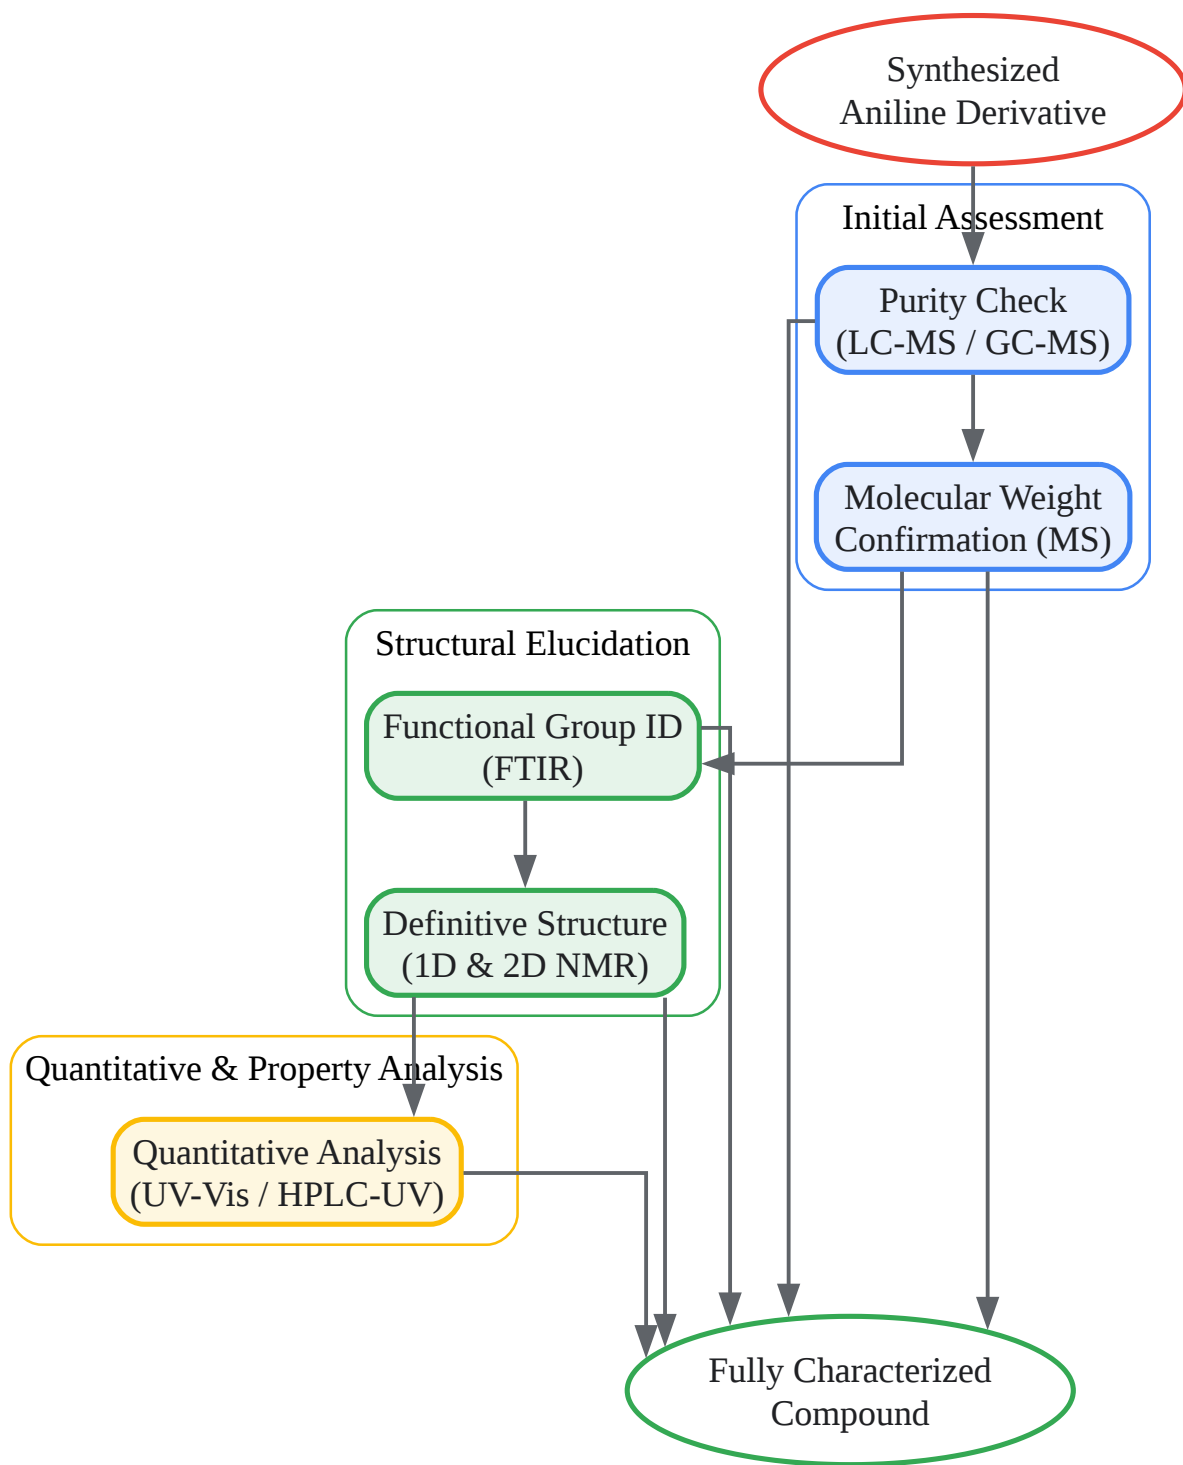 Synthesized
Aniline Derivative
Initial Assessment
Purity Check
(LC-MS / GC-MS)
Molecular Weight
Confirmation (MS)
Structural Elucidation
Functional Group ID
(FTIR)
Definitive Structure
(1D & 2D NMR)
Quantitative & Property Analysis
Quantitative Analysis
(UV-Vis / HPLC-UV)
Fully Characterized
Compound